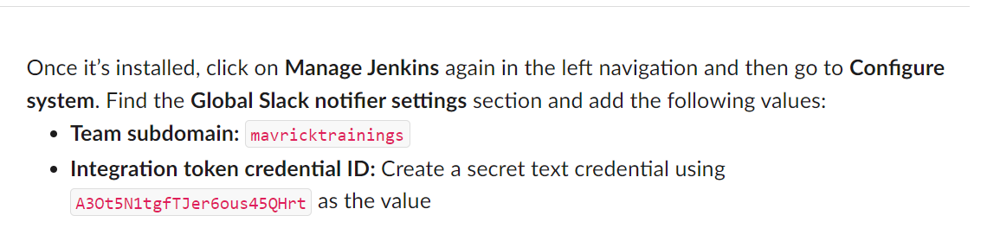 Once it’s installed, click on Manage Jenkins again in the left navigation and then go to Configure
system. Find the Global Slack notifier settings section and add the following values:
• Team subdomain: mavricktrainings
• Integration token credential ID: Create a secret text credential using
A3Ot5N1tgfTJer6ous45QHrt as the value